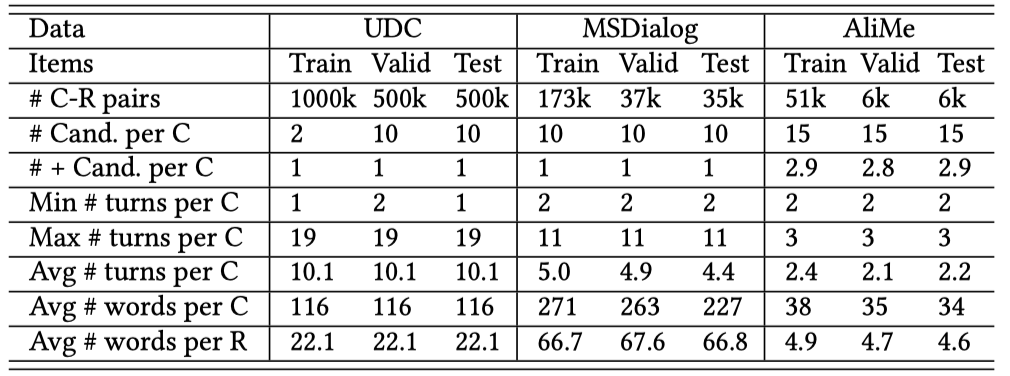 Data UDC MSDialog AliMe
Items Train Valid Test Train Valid Test Train Valid Test
# C-R pairs 1000k 500k 500k 173k 37k 35k 51k 6k 6k
# Cand. per C 2 10 10 10 10 10 15 15 15
# + Cand. per C 1 1 1 1 1 1 2.9 2.8 2.9
Min # turns per C 1 2 1 2 2 2 2 2 2
Max # turns per C 19 19 19 11 11 11 3 3 3
Avg # turns per C 10.1 10.1 10.1 5.0 4.9 4.4 2.4 2.1 2.2
Avg # words per C 116 116 116 271 263 227 38 35 34
Avg # words per R 22.1 22.1 22.1 66.7 67.6 66.8 4.9 4.7 4.6